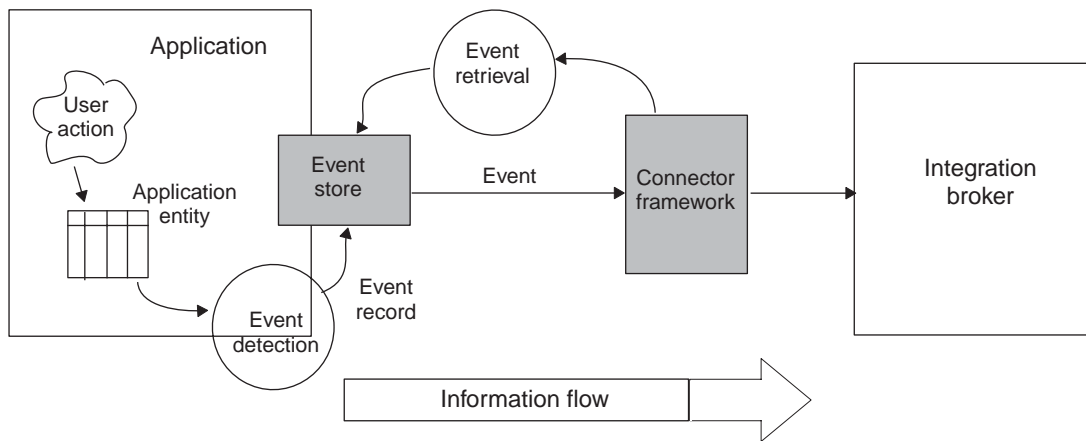 Application
User
action
Application
entity
Event
detection
Event
record
Event
store
Event
retrieval
Event
Connector
framework
Integration
broker
Information flow